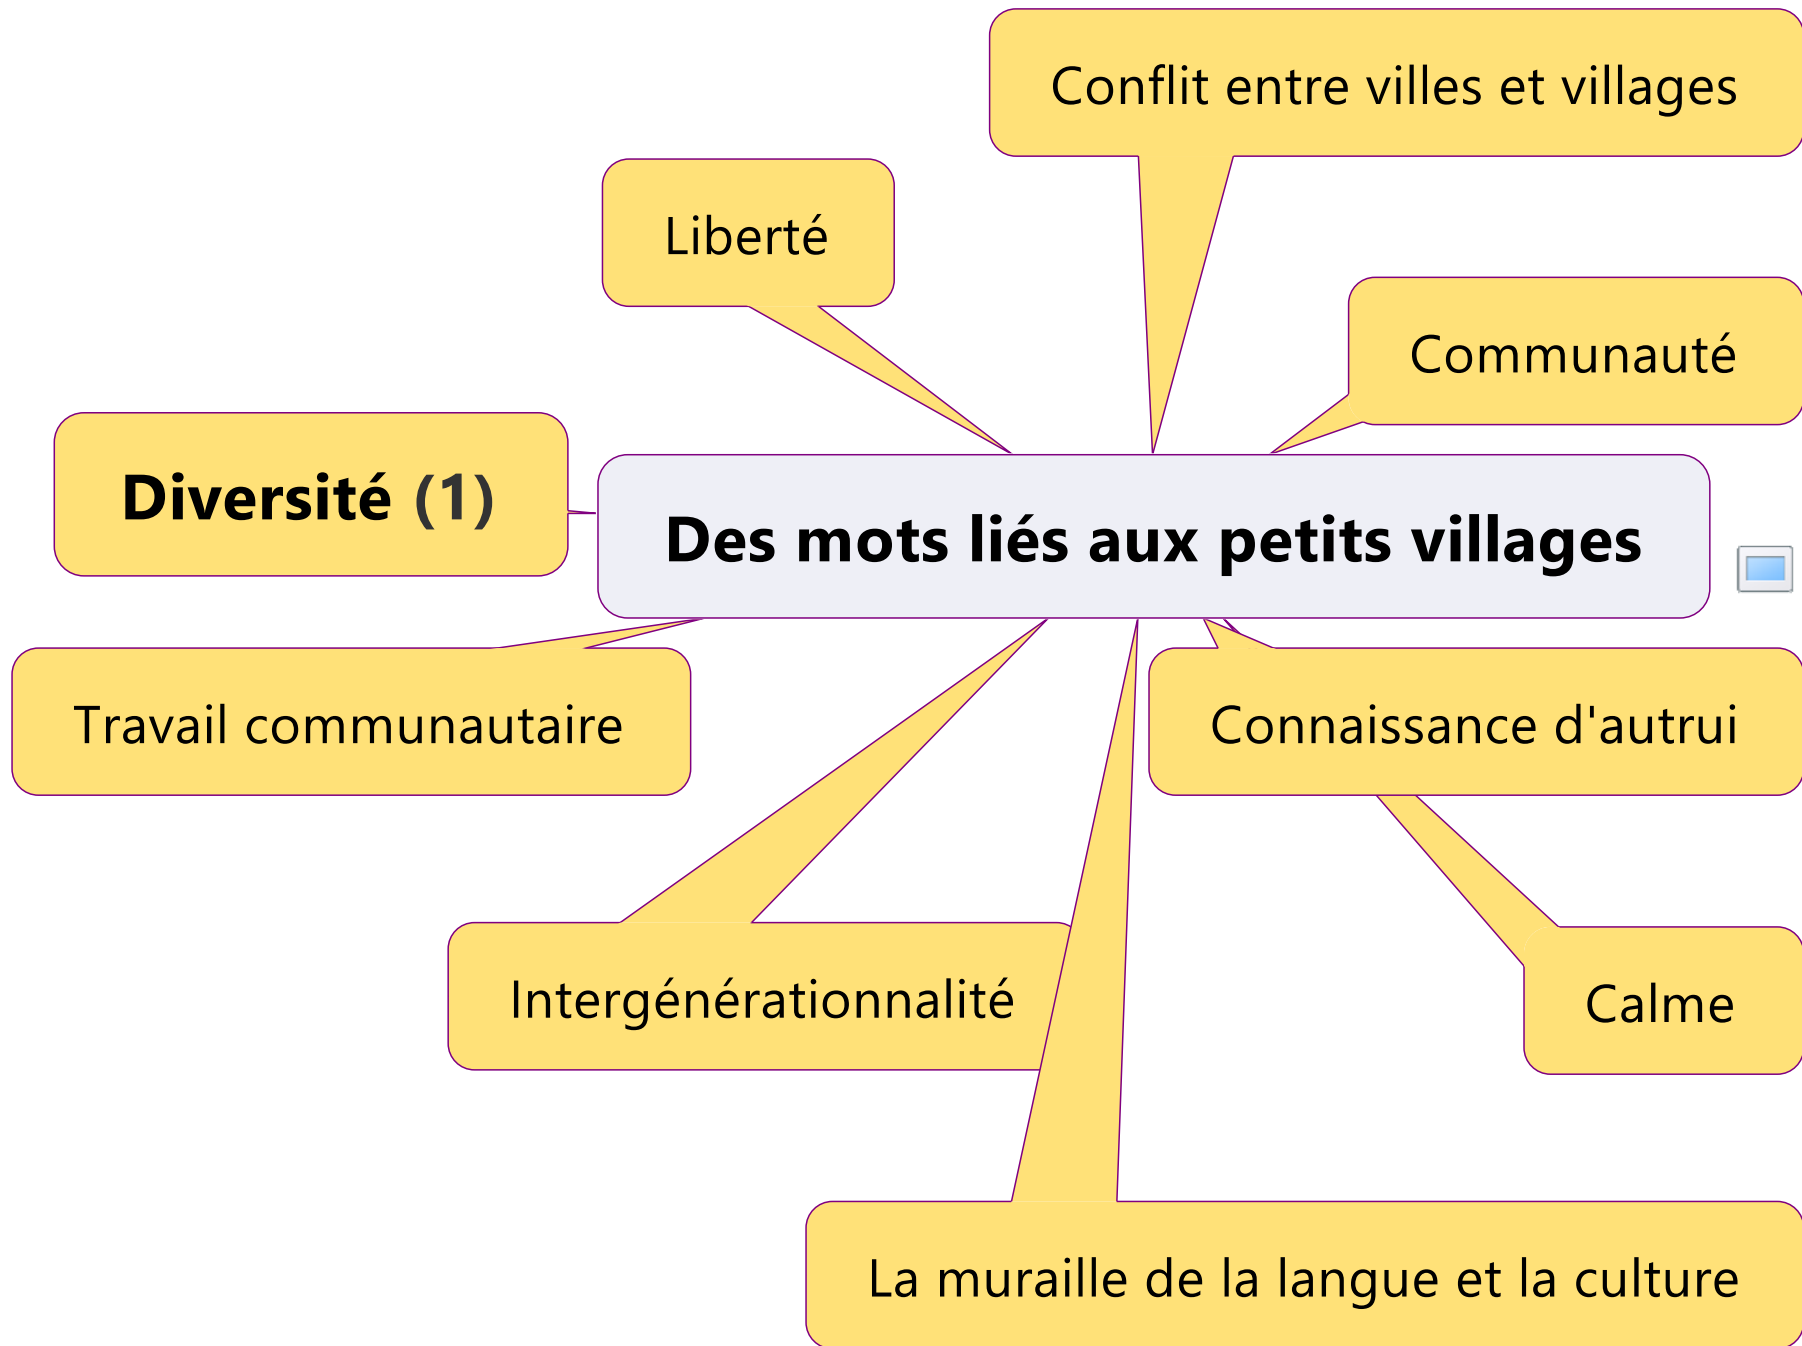 Conflit entre villes et villages
Liberté
Communauté
Diversité (1)
Des mots liés aux petits villages
Travail communautaire
Connaissance d'autrui
Intergénérationnalité
Calme
La muraille de la langue et la culture